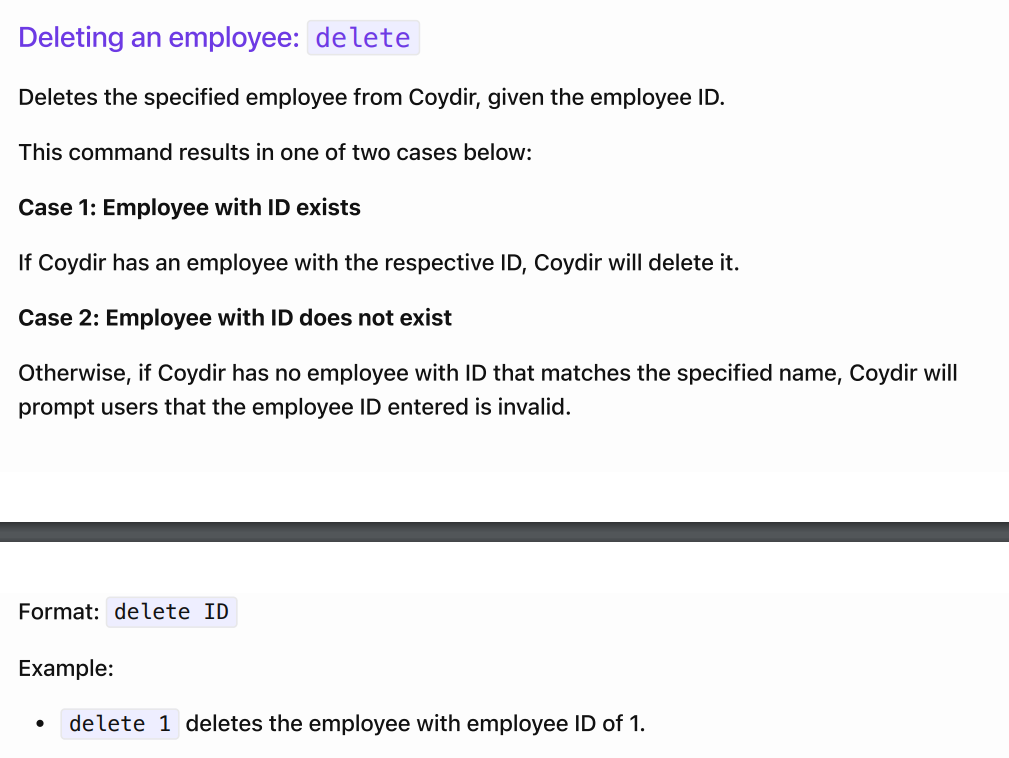 Deleting an employee: delete
Deletes the specified employee from Coydir, given the employee ID.
This command results in one of two cases below:
Case 1: Employee with ID exists
If Coydir has an employee with the respective ID, Coydir will delete it.
Case 2: Employee with ID does not exist
Otherwise, if Coydir has no employee with ID that matches the specified name, Coydir will
prompt users that the employee ID entered is invalid.
Format: delete ID
Example:
• delete 1 deletes the employee with employee ID of 1.